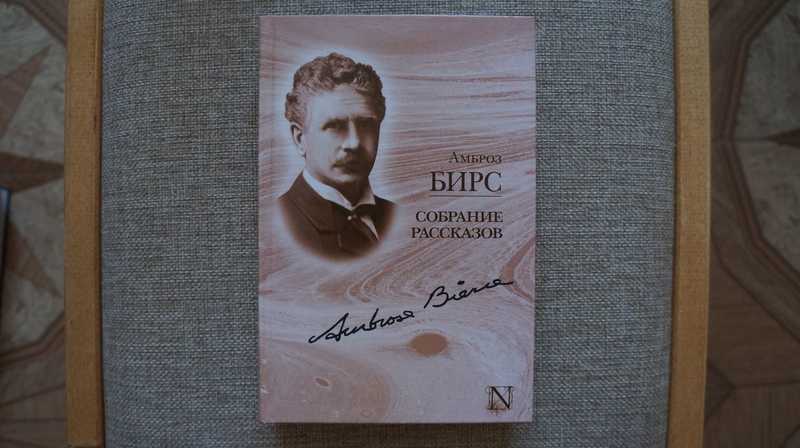 Амброз
БИРС
СОБРАНИЕ
РАССКАЗОВ
Ambrose Bierce
N